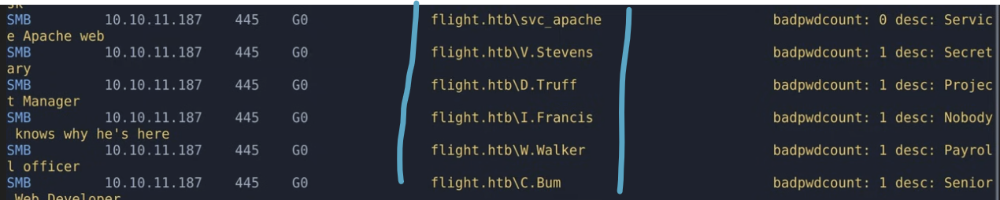 SMB 10.10.11.187 445 G0 flight.htb\svc_apache badpwdcount: 0 desc: Servic
e Apache web
SMB 10.10.11.187 445 G0 flight.htb\V.Stevens badpwdcount: 1 desc: Secret
ary
SMB 10.10.11.187 445 G0 flight.htb\D.Truff badpwdcount: 1 desc: Projec
t Manager
SMB 10.10.11.187 445 G0 flight.htb\I.Francis badpwdcount: 1 desc: Nobody
knows why he's here
SMB 10.10.11.187 445 G0 flight.htb\W.Walker badpwdcount: 1 desc: Payrol
l officer
SMB 10.10.11.187 445 G0 flight.htb\C.Bum badpwdcount: 1 desc: Senior
Web Developer